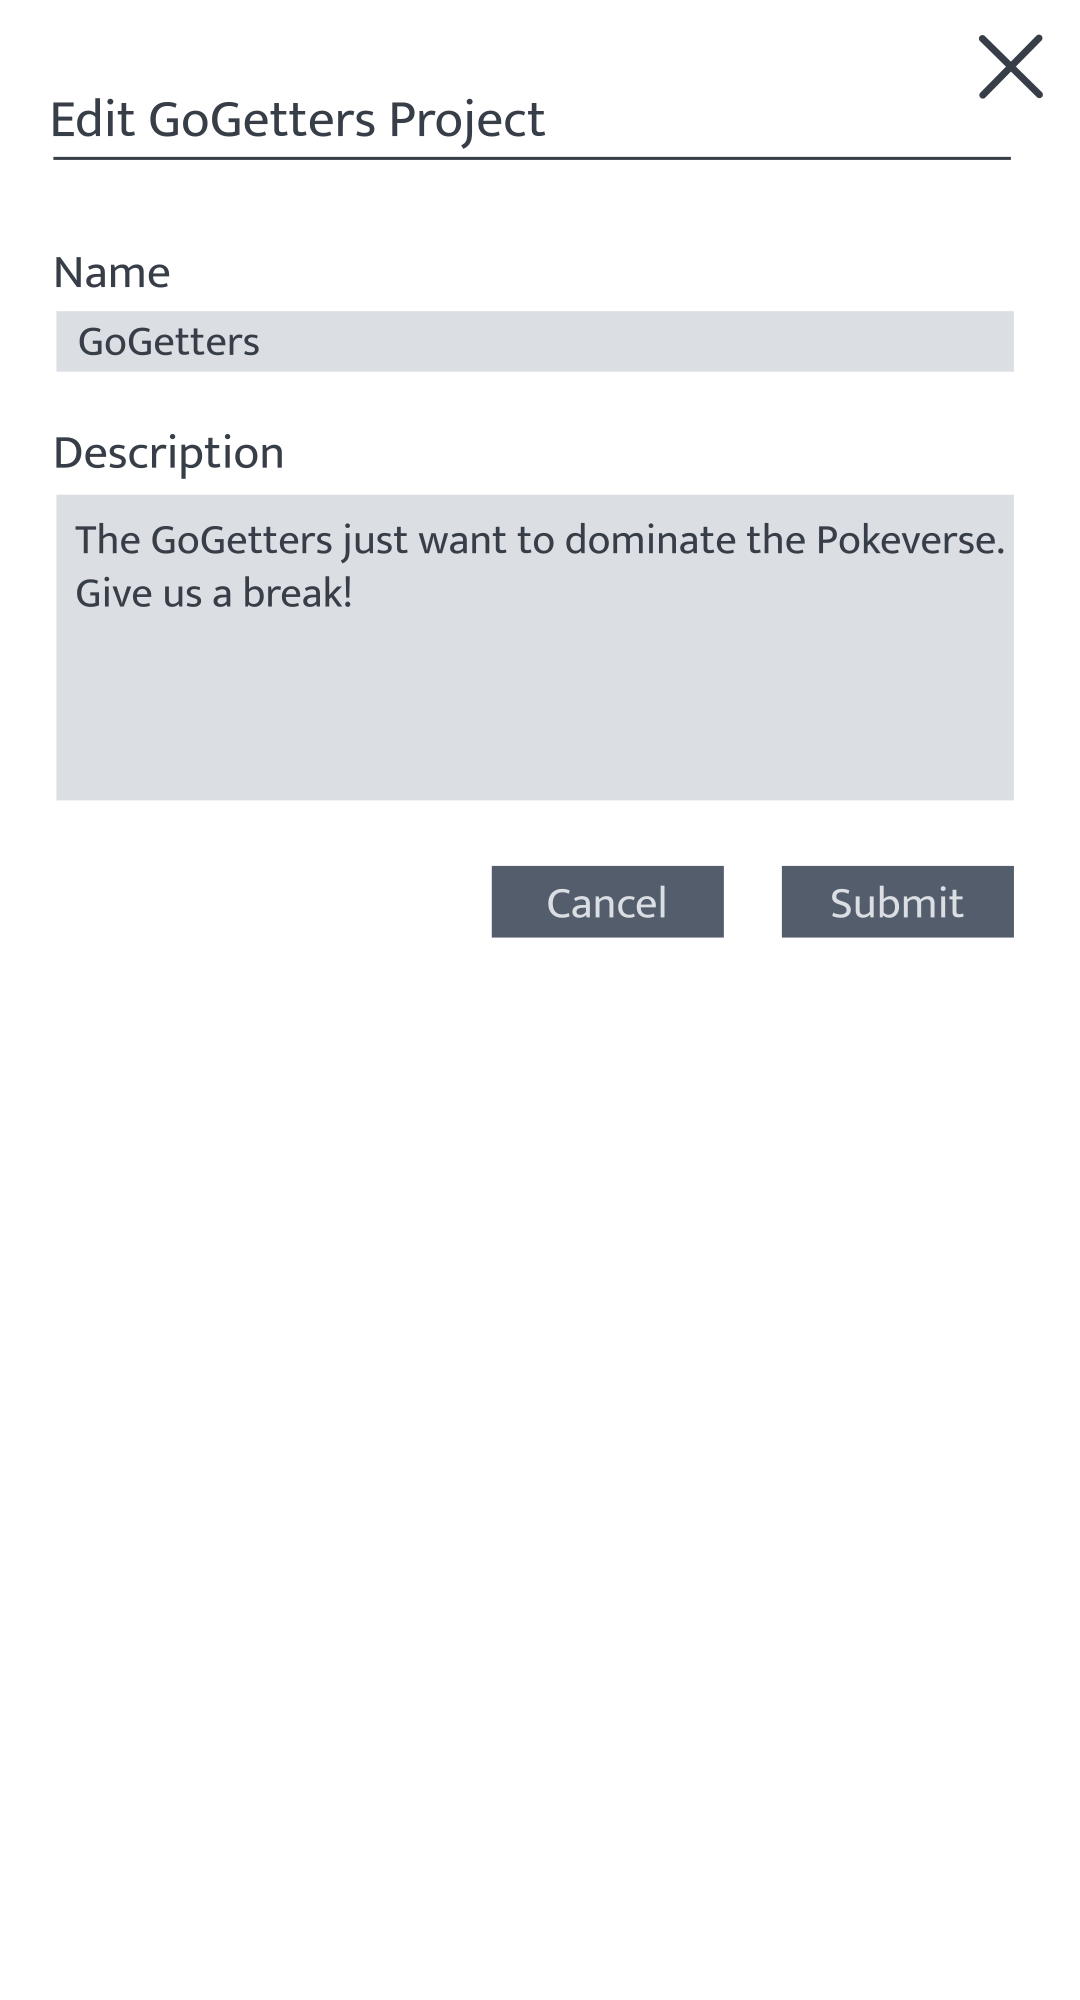 Edit GoGetters Project
Name
GoGetters
Description
The GoGetters just want to dominate the Pokeverse.
Give us a break!
Cancel Submit